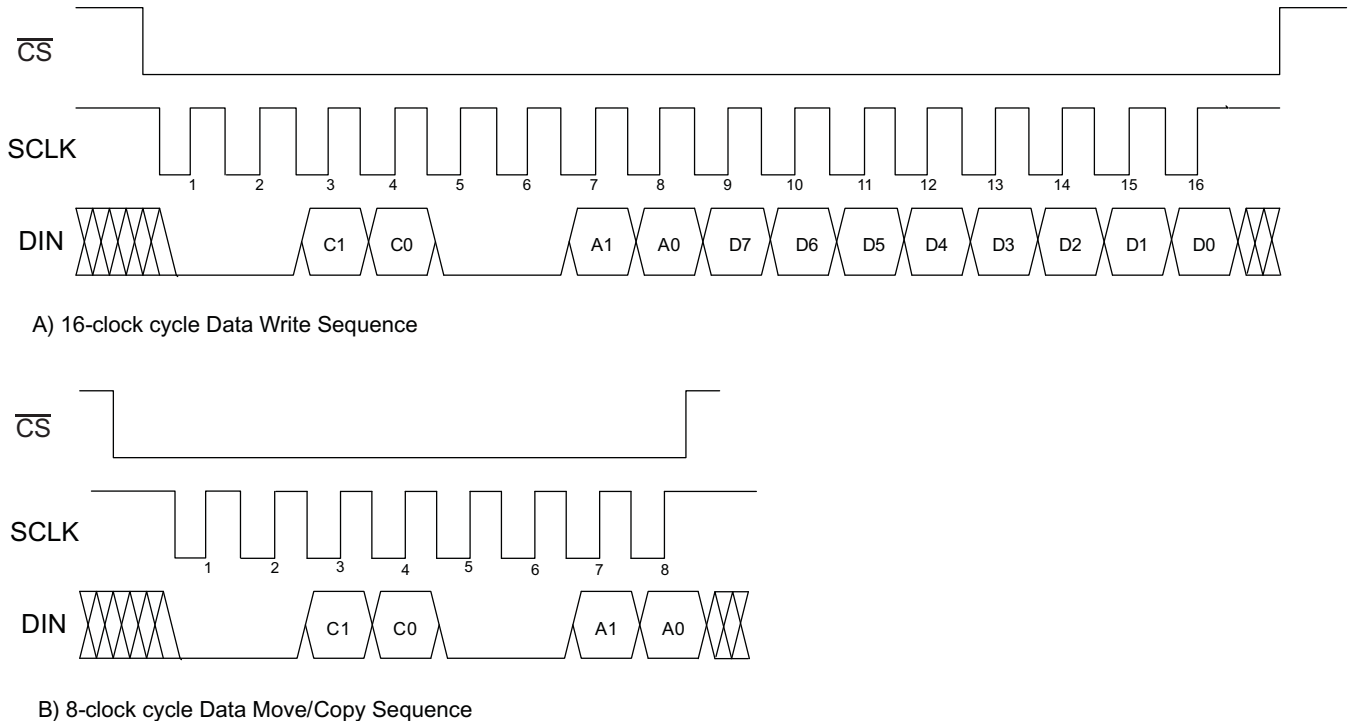 CS
SCLK
1 2 3 4 5 6 7 8 9 10 11 12 13 14 15 16
DIN
C1 C0 A1 A0 D7 D6 D5 D4 D3 D2 D1 D0
A) 16-clock cycle Data Write Sequence
CS
SCLK
1 2 3 4 5 6 7 8
DIN
C1 C0 A1 A0
B) 8-clock cycle Data Move/Copy Sequence